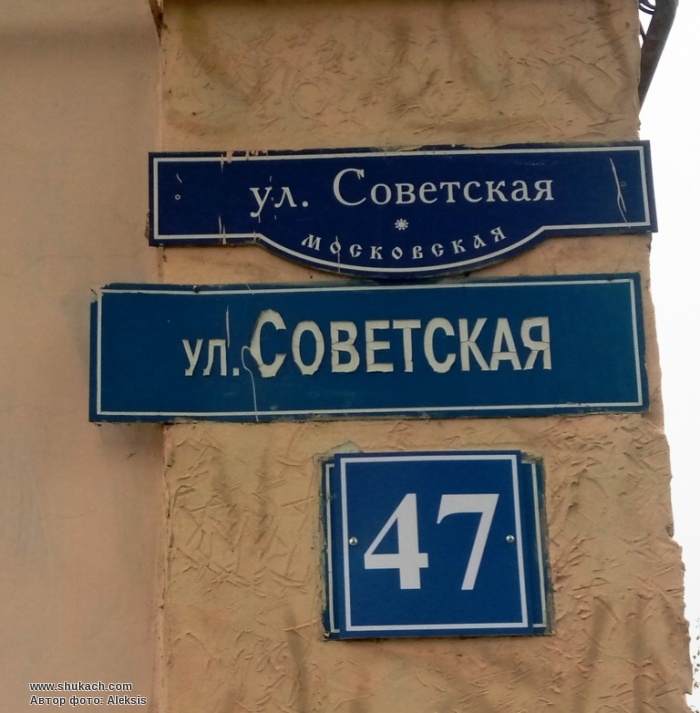 ул. Советская
московская
ул. Советская
47
www.shukach.com
Автор фото: Aleksis